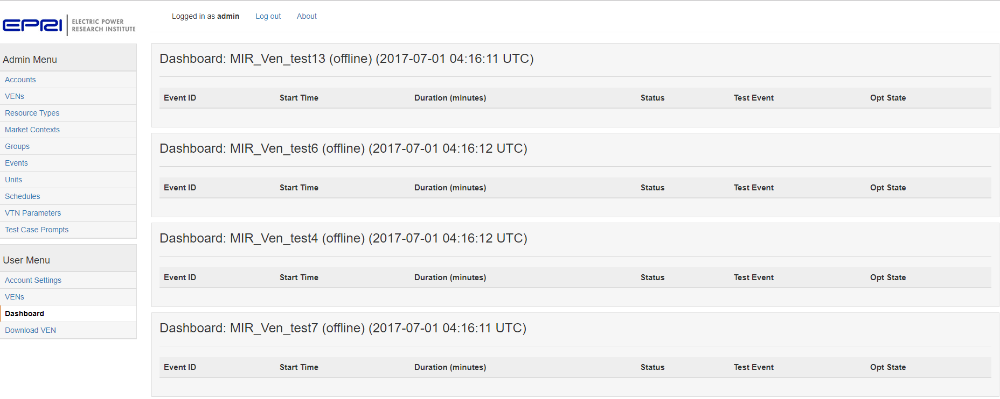 EPRI ELECTRIC POWER
RESEARCH INSTITUTE
Logged in as admin Log out About
Admin Menu
Accounts
VENs
Resource Types
Market Contexts
Groups
Events
Units
Schedules
VTN Parameters
Test Case Prompts
User Menu
Account Settings
VENs
Dashboard
Download VEN
Dashboard: MIR_Ven_test13 (offline) (2017-07-01 04:16:11 UTC)
Event ID Start Time Duration (minutes) Status Test Event Opt State
Dashboard: MIR_Ven_test6 (offline) (2017-07-01 04:16:12 UTC)
Event ID Start Time Duration (minutes) Status Test Event Opt State
Dashboard: MIR_Ven_test4 (offline) (2017-07-01 04:16:12 UTC)
Event ID Start Time Duration (minutes) Status Test Event Opt State
Dashboard: MIR_Ven_test7 (offline) (2017-07-01 04:16:11 UTC)
Event ID Start Time Duration (minutes) Status Test Event Opt State